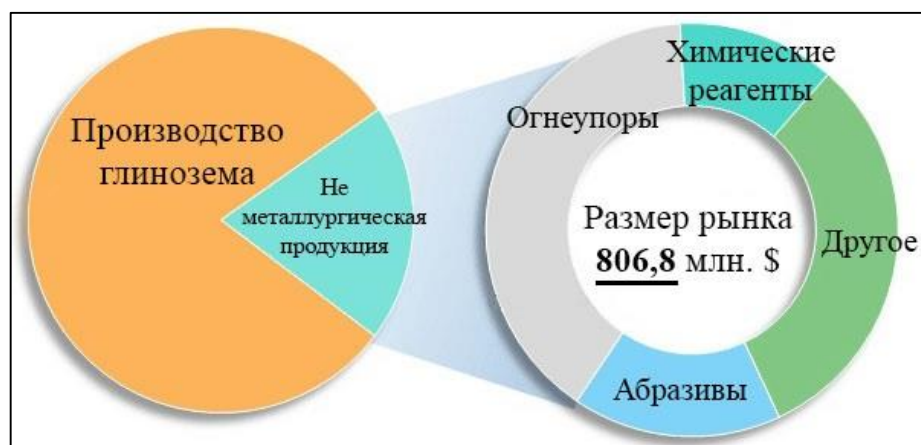 Производство
глинозема
Не
металлургическая
продукция
Химические
реагенты
Огнеупоры
Размер рынка
806,8 млн. $
Другое
Абразивы